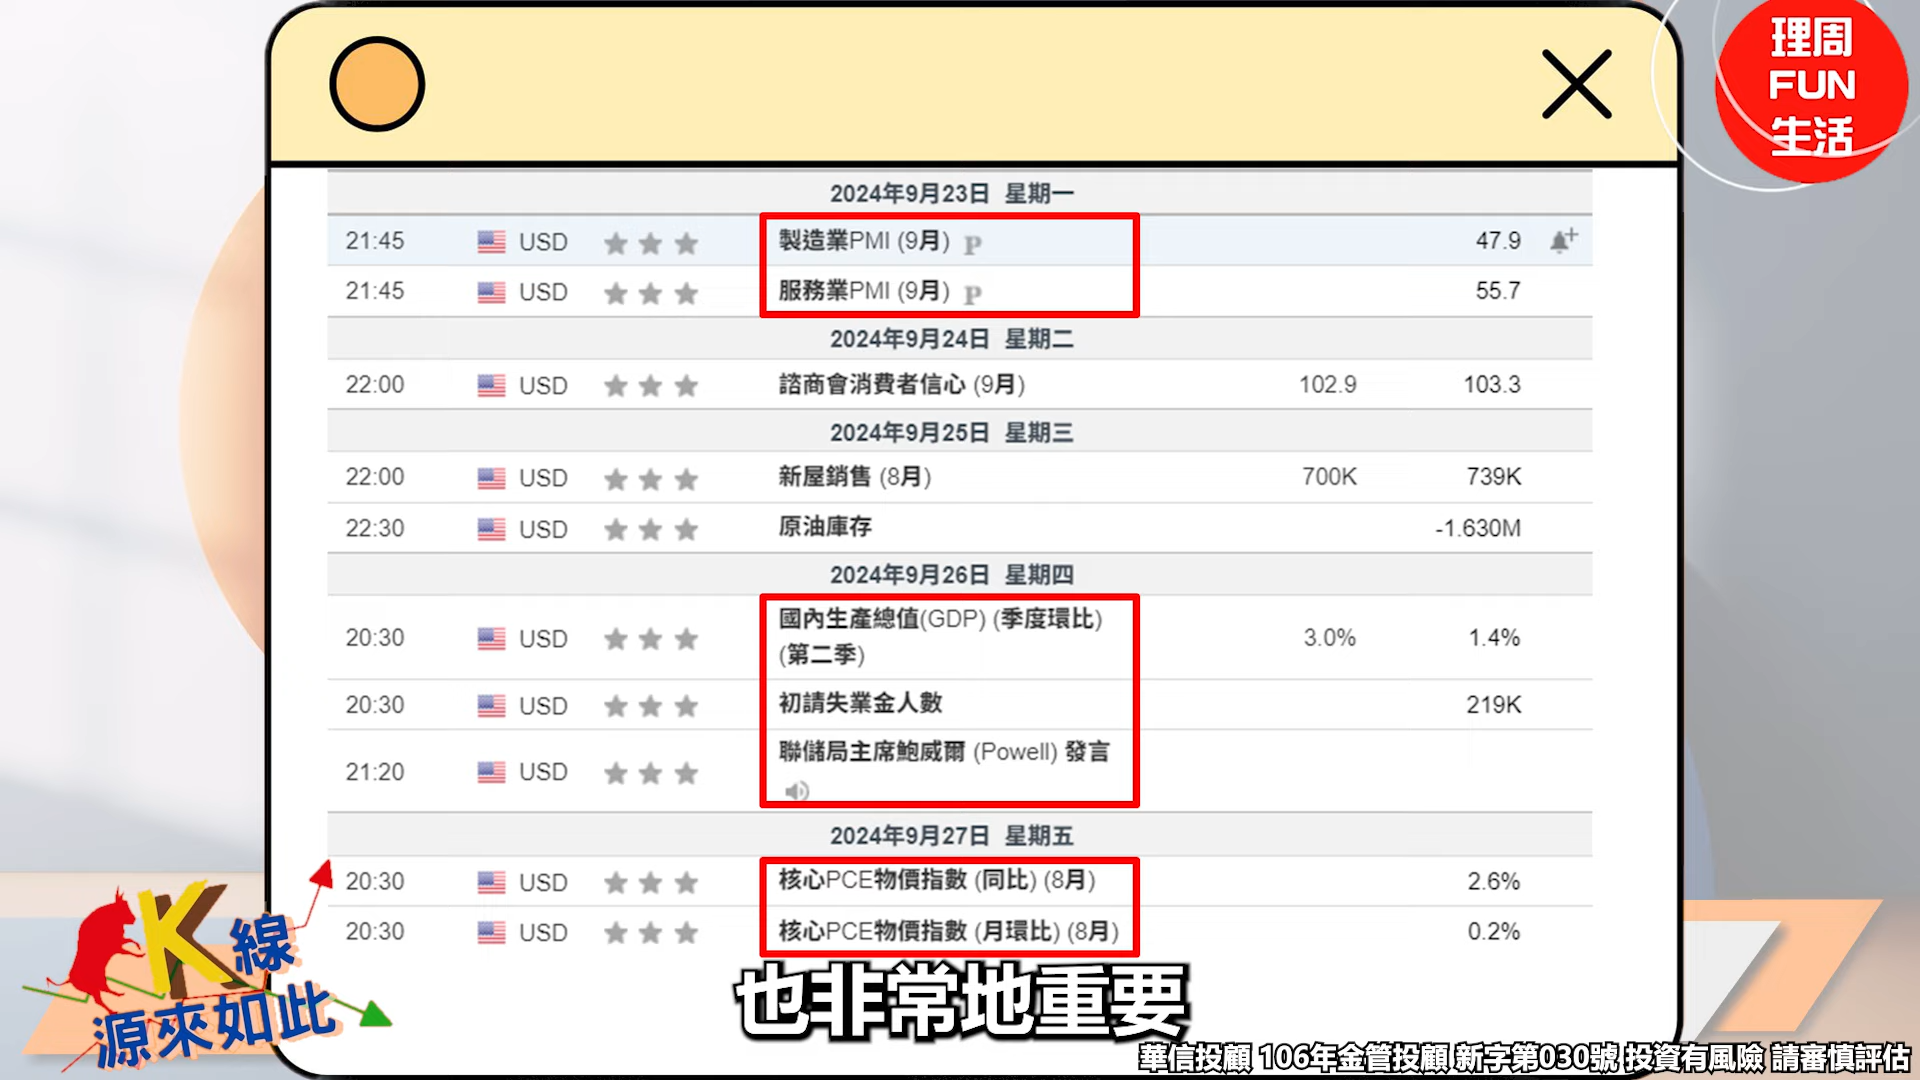 理周
FUN
生活
2024年9月23日 星期一
21:45 USD 製造業PMI (9月) P 47.9
21:45 USD 服務業PMI (9月) P 55.7
2024年9月24日 星期二
22:00 USD 諮商會消費者信心 (9月) 102.9 103.3
2024年9月25日 星期三
22:00 USD 新屋銷售 (8月) 700K 739K
22:30 USD 原油庫存 -1.630M
2024年9月26日 星期四
20:30 USD 國內生產總值(GDP) (季度環比) (第二季) 3.0% 1.4%
20:30 USD 初請失業金人數 219K
21:20 USD 聯儲局主席鮑威爾 (Powell) 發言
2024年9月27日 星期五
20:30 USD 核心PCE物價指數 (同比) (8月) 2.6%
20:30 USD 核心PCE物價指數 (月環比) (8月) 0.2%
K線
源來如此
也非常地重要
華信投顧 106年金管投顧 新字第030號 投資有風險 請審慎評估